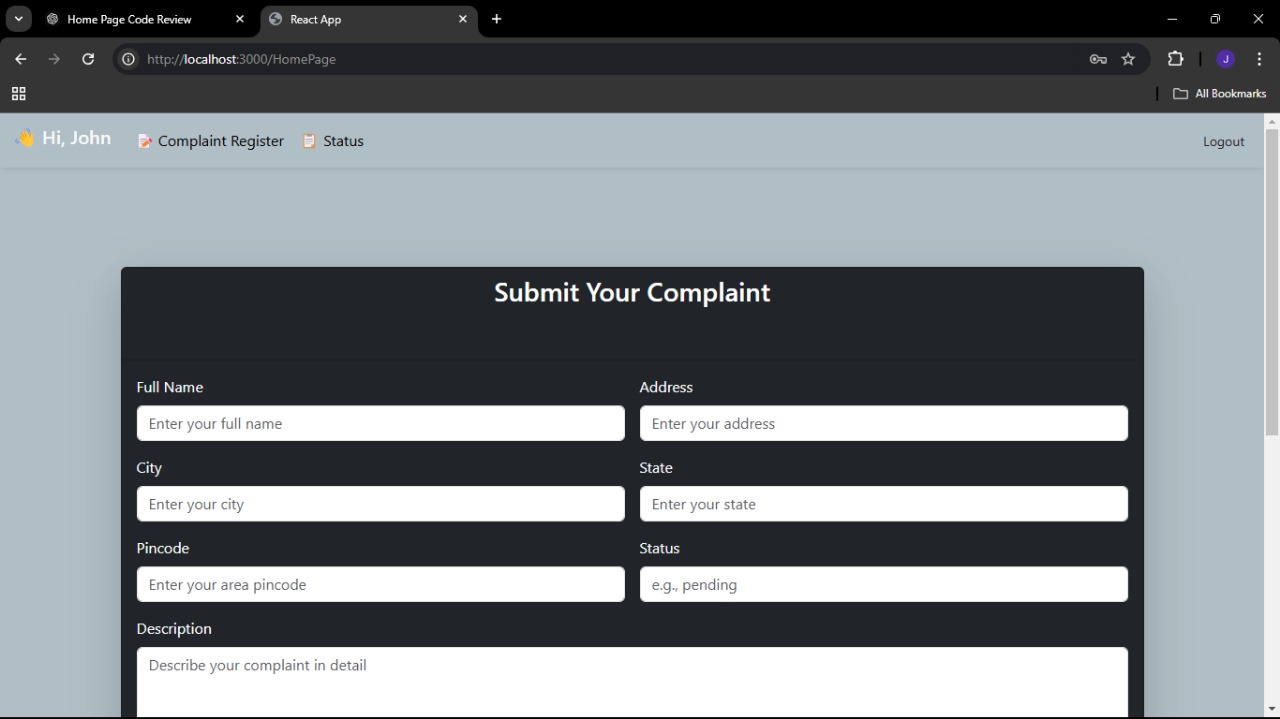 Home Page Code Review
React App
http://localhost:3000/HomePage
J
All Bookmarks
Hi, John
Complaint Register
Status
Logout
Submit Your Complaint
Full Name
Address
Enter your full name
Enter your address
City
State
Enter your city
Enter your state
Pincode
Status
Enter your area pincode
e.g., pending
Description
Describe your complaint in detail